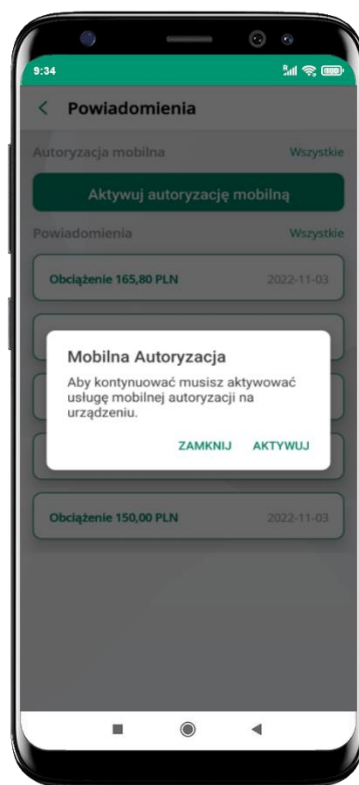 9:34
Powiadomienia
Autoryzacja mobilna Wszystkie
Aktywuj autoryzację mobilną
Powiadomienia Wszystkie
Obciążenie 165,80 PLN 2022-11-03
Mobilna Autoryzacja
Aby kontynuować musisz aktywować
usługę mobilnej autoryzacji na
urządzeniu.
ZAMKNIJ AKTYWUJ
Obciążenie 150,00 PLN 2022-11-03